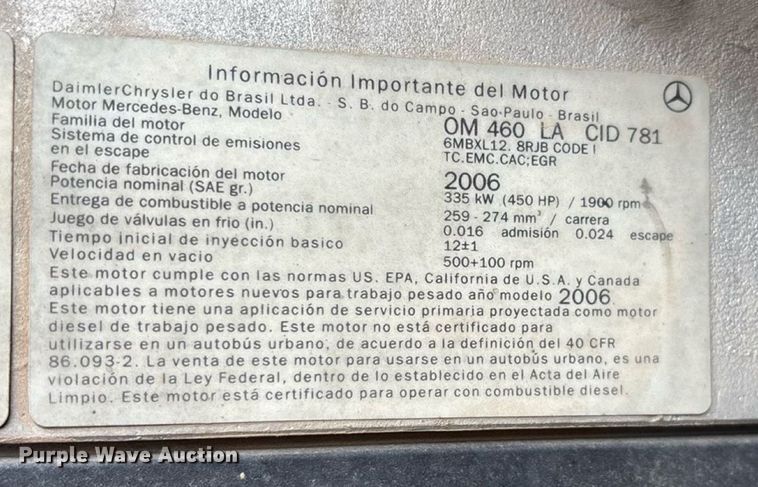 Información Importante del Motor
DaimlerChrysler do Brasil Ltda. - S. B. do Campo - Sao-Paulo - Brasil
Motor Mercedes-Benz, Modelo OM 460 LA CID 781
Familia del motor 6MBXL12. 8RJB CODE I
Sistema de control de emisiones TC.EMC.CAC;EGR
en el escape
Fecha de fabricación del motor 2006
Potencia nominal (SAE gr.) 335 kW (450 HP) / 1900 rpm
Entrega de combustible a potencia nominal 259 - 274 mm³ / carrera
Juego de válvulas en frio (in.) 0.016 admisión 0.024 escape
Tiempo inicial de inyección basico 12±1
Velocidad en vacio 500+100 rpm
Este motor cumple con las normas US. EPA, California de U.S.A. y Canada
aplicables a motores nuevos para trabajo pesado año modelo 2006
Este motor tiene una aplicación de servicio primaria proyectada como motor
diesel de trabajo pesado. Este motor no está certificado para
utilizarse en un autobús urbano, de acuerdo a la definición del 40 CFR
86.093-2. La venta de este motor para usarse en un autobús urbano, es una
violación de la Ley Federal, dentro de lo establecido en el Acta del Aire
Limpio. Este motor está certificado para operar con combustible diesel.
Purple Wave Auction